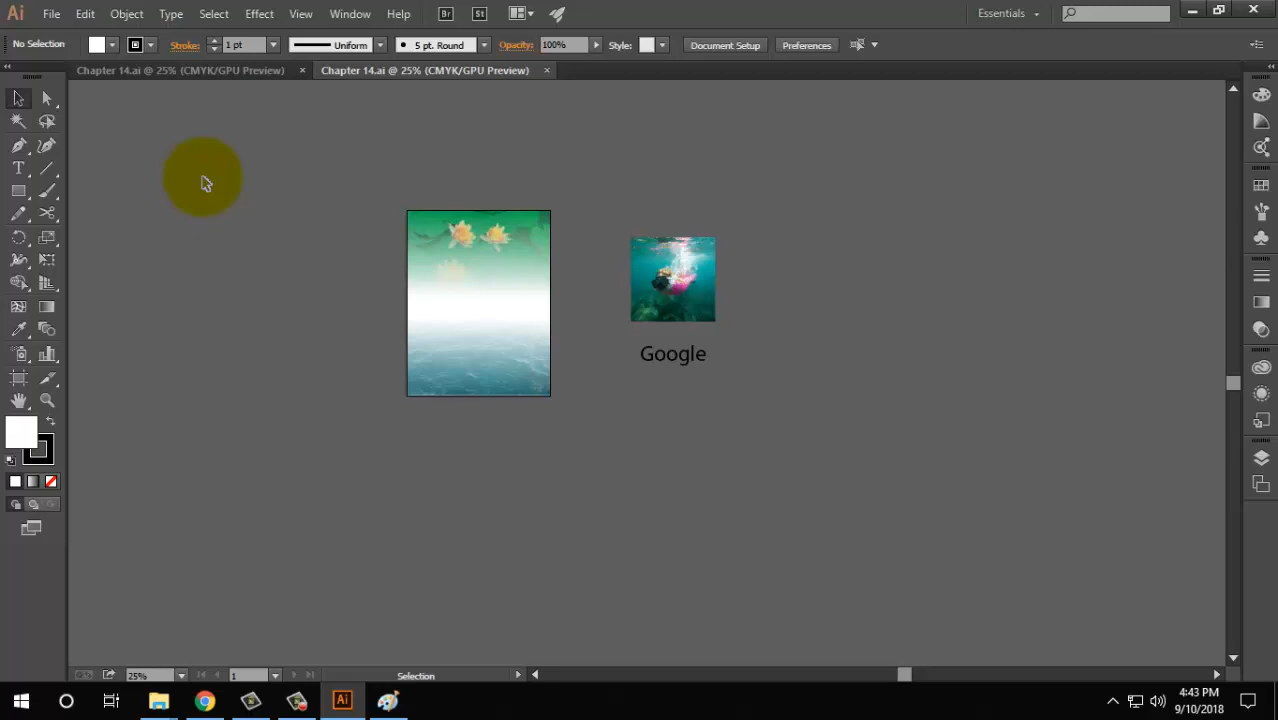 Ai File Edit Object Type Select Effect View Window Help Br St Essentials
No Selection Stroke: 1 pt Uniform 5 pt. Round Opacity: 100% Style: Document Setup Preferences
Chapter 14.ai @ 25% (CMYK/GPU Preview) × Chapter 14.ai @ 25% (CMYK/GPU Preview) ×
T
Google
25% 1 Selection
Ai 4:43 PM
9/10/2018